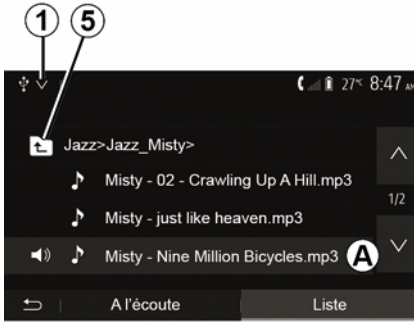 1 5
27°C 8:47 AM
Jazz>Jazz_Misty>
Misty - 02 - Crawling Up A Hill.mp3
Misty - just like heaven.mp3
1/2
Misty - Nine Million Bicycles.mp3 A
A l'écoute Liste